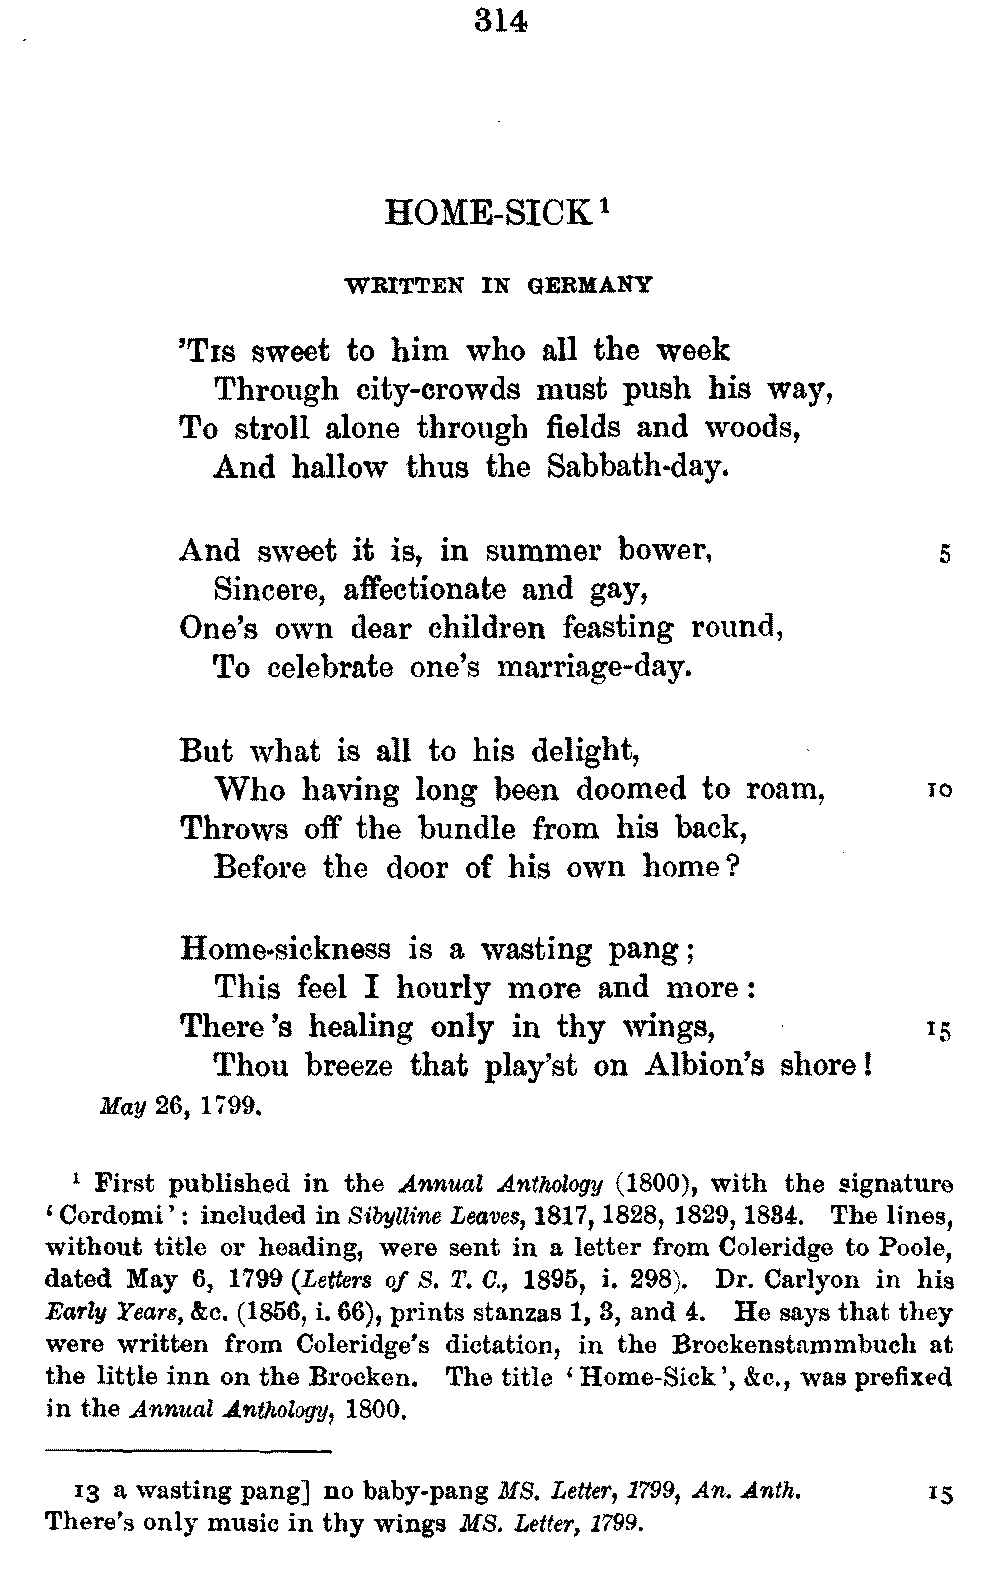 314
HOME-SICK¹
WRITTEN IN GERMANY
’Tis sweet to him who all the week
Through city-crowds must push his way,
To stroll alone through fields and woods,
And hallow thus the Sabbath-day.
And sweet it is, in summer bower, 5
Sincere, affectionate and gay,
One’s own dear children feasting round,
To celebrate one’s marriage-day.
But what is all to his delight,
Who having long been doomed to roam, 10
Throws off the bundle from his back,
Before the door of his own home?
Home-sickness is a wasting pang;
This feel I hourly more and more:
There’s healing only in thy wings, 15
Thou breeze that play’st on Albion’s shore!
May 26, 1799.
¹ First published in the Annual Anthology (1800), with the signature
‘Cordomi’: included in Sibylline Leaves, 1817, 1828, 1829, 1834. The lines,
without title or heading, were sent in a letter from Coleridge to Poole,
dated May 6, 1799 (Letters of S. T. C., 1895, i. 298). Dr. Carlyon in his
Early Years, &c. (1856, i. 66), prints stanzas 1, 3, and 4. He says that they
were written from Coleridge’s dictation, in the Brockenstammbuch at
the little inn on the Brocken. The title ‘Home-Sick’, &c., was prefixed
in the Annual Anthology, 1800.
13 a wasting pang] no baby-pang MS. Letter, 1799, An. Anth. 15
There’s only music in thy wings MS. Letter, 1799.